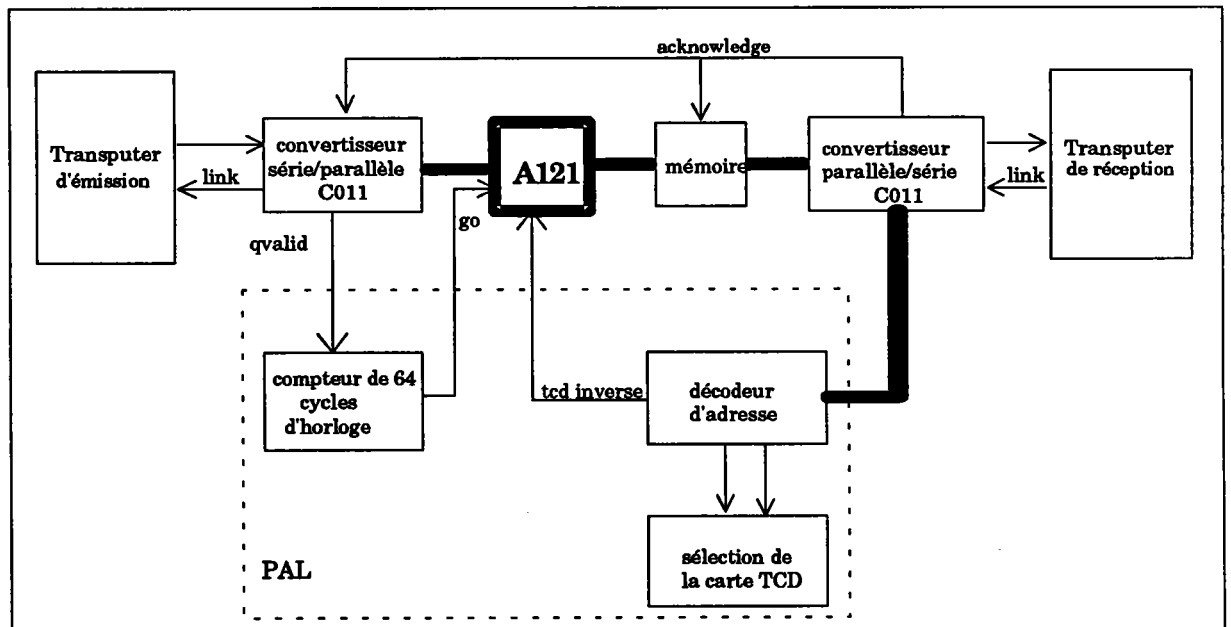 acknowledge
Transputer
d'émission
link
convertisseur
série/parallèle
C011
A121
mémoire
convertisseur
parallèle/série
C011
link
Transputer
de réception
qvalid
go
compteur de 64
cycles
d'horloge
tcd inverse
décodeur
d'adresse
sélection de
la carte TCD
PAL